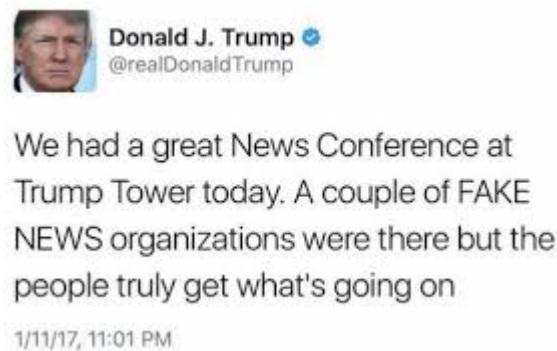 Donald J. Trump
@realDonaldTrump
We had a great News Conference at
Trump Tower today. A couple of FAKE
NEWS organizations were there but the
people truly get what's going on
1/11/17, 11:01 PM